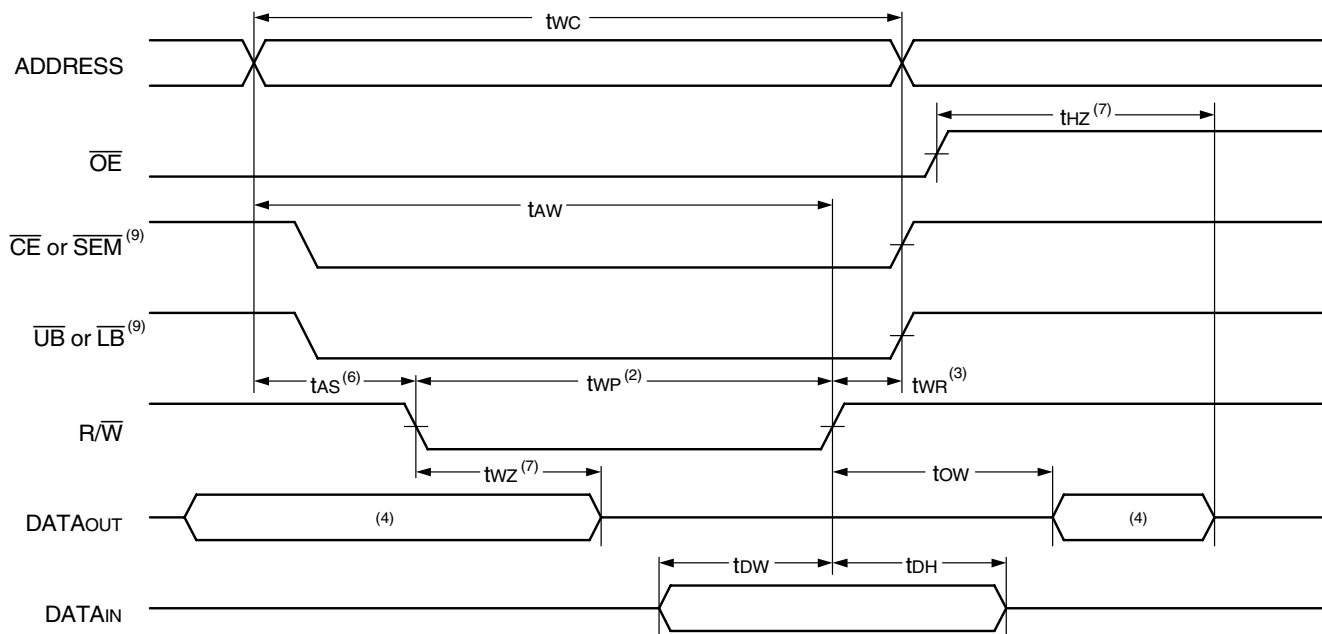 tWC
ADDRESS
tHZ (7)
OE
tAW
CE or SEM (9)
UB or LB (9)
tAS (6) tWP (2) tWR (3)
R/W
tWZ (7) tOW
DATAOUT (4) (4)
tDW tDH
DATAIN